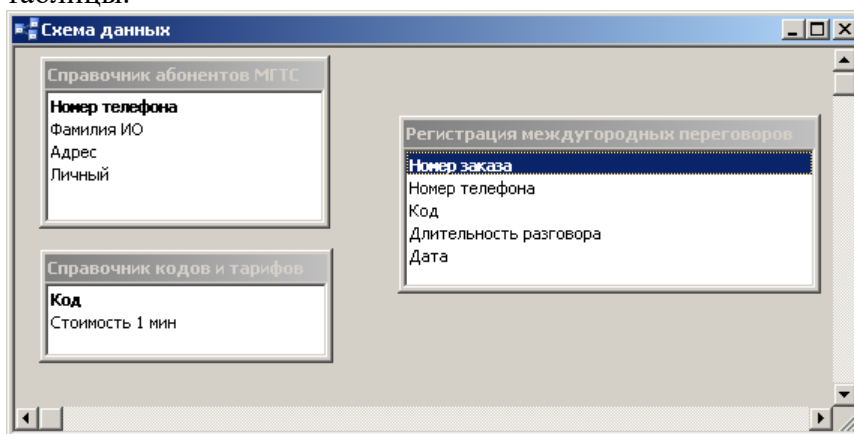 таблицы.
Схема данных
Справочник абонентов МГТС
Номер телефона
Фамилия ИО
Адрес
Личный
Регистрация междугородных переговоров
Номер заказа
Номер телефона
Код
Длительность разговора
Дата
Справочник кодов и тарифов
Код
Стоимость 1 мин